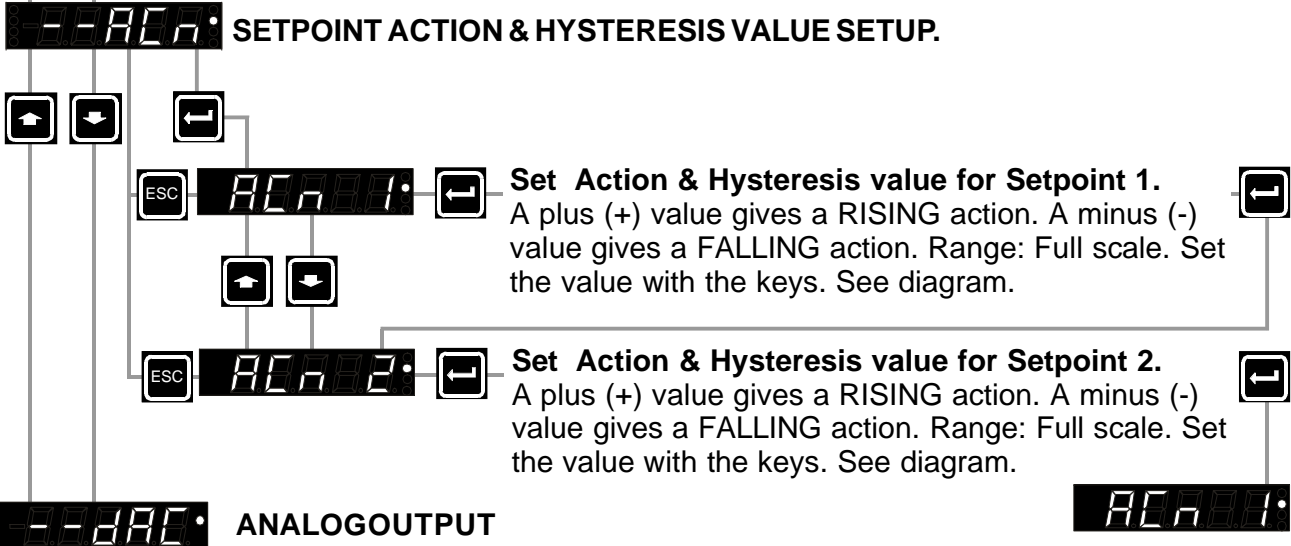 --ACn
SETPOINT ACTION & HYSTERESIS VALUE SETUP.
ESC
ACn 1
Set Action & Hysteresis value for Setpoint 1.
A plus (+) value gives a RISING action. A minus (-)
value gives a FALLING action. Range: Full scale. Set
the value with the keys. See diagram.
ESC
ACn 2
Set Action & Hysteresis value for Setpoint 2.
A plus (+) value gives a RISING action. A minus (-)
value gives a FALLING action. Range: Full scale. Set
the value with the keys. See diagram.
ACn 1
--dAC
ANALOGOUTPUT